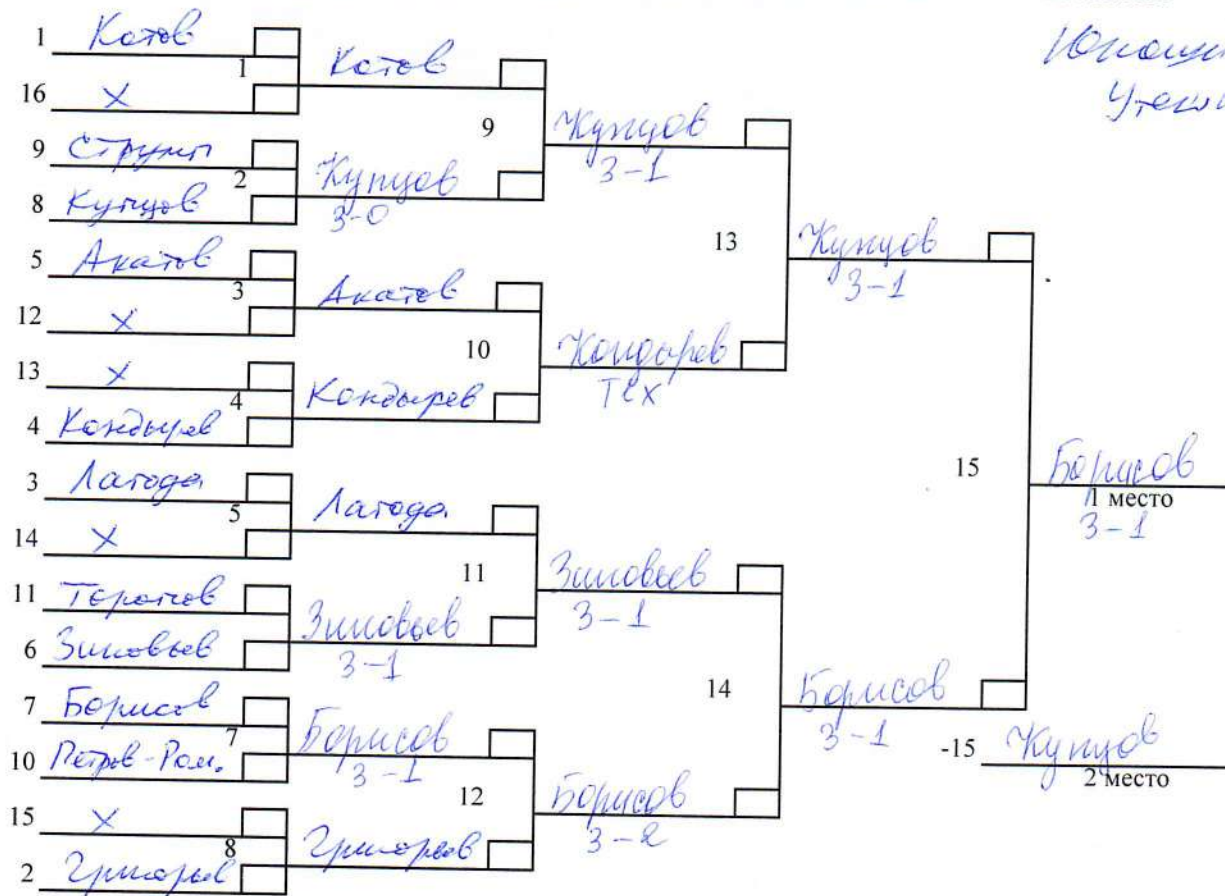 1 Котов
1
16 X
9 Струмп
2
8 Купцов
5 Акатов
3
12 X
13 X
4
4 Кондырев
3 Лагода
5
14 X
11 Торопов
6 Зиновьев
7 Борисов
7
10 Петров-Ром.
15 X
8
2 Григорьев
Котов
9
Купцов
3-0
Акатов
10
Кондырев
Лагода
11
Зиновьев
3-1
Борисов
3-1
12
Григорьев
Купцов
3-1
13
Кондырев
Тех
Зиновьев
3-1
14
Борисов
3-2
Купцов
3-1
15
Борисов
3-1
Борисов
1 место
3-1
-15 Купцов
2 место